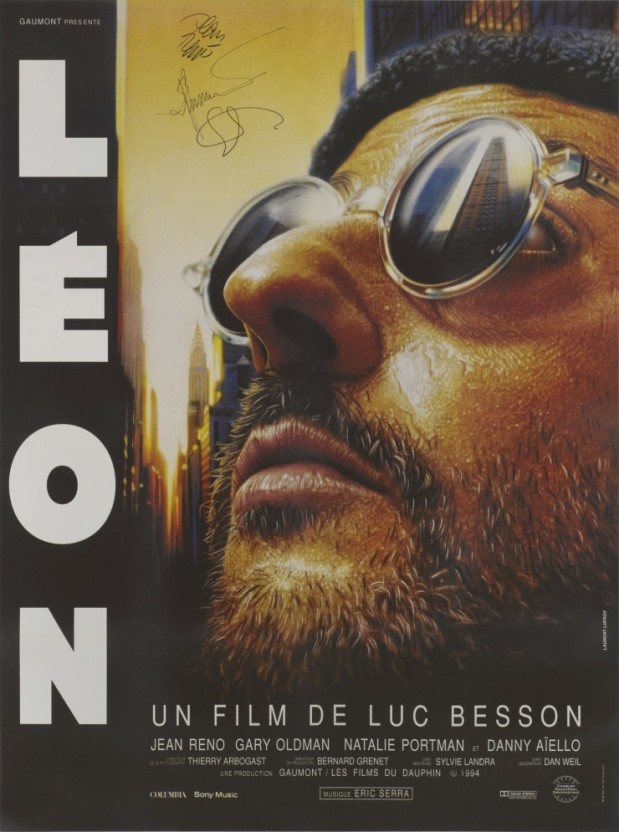 GAUMONT PRESENTE
LÉON
UN FILM DE LUC BESSON
JEAN RENO GARY OLDMAN NATALIE PORTMAN ET DANNY AÏELLO
THIERRY ARBOGAST BERNARD GRENET SYLVIE LANDRA DAN WEIL
UNE PRODUCTION GAUMONT / LES FILMS DU DAUPHIN © 1994
COLUMBIA Sony Music MUSIQUE ERIC SERRA
LAURENT LUFROY